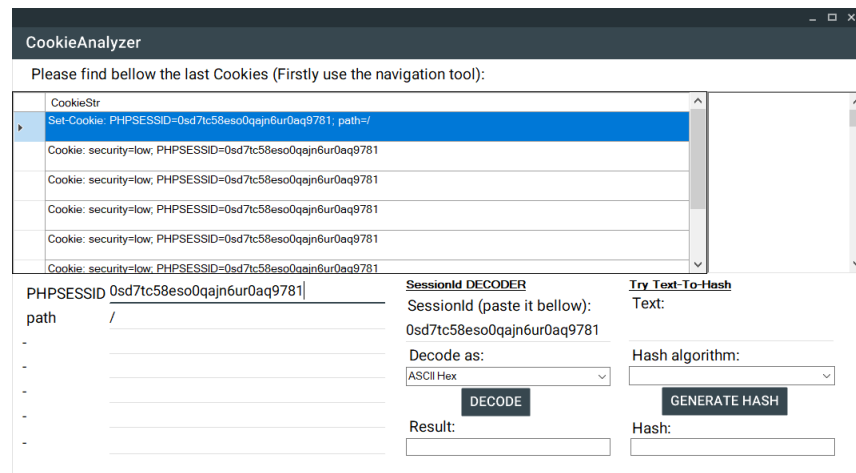 CookieAnalyzer
Please find bellow the last Cookies (Firstly use the navigation tool):
CookieStr
Set-Cookie: PHPSESSID=0sd7tc58eso0qajn6ur0aq9781; path=/
Cookie: security=low; PHPSESSID=0sd7tc58eso0qajn6ur0aq9781
Cookie: security=low; PHPSESSID=0sd7tc58eso0qajn6ur0aq9781
Cookie: security=low; PHPSESSID=0sd7tc58eso0qajn6ur0aq9781
Cookie: security=low; PHPSESSID=0sd7tc58eso0qajn6ur0aq9781
Cookie: security=low; PHPSESSID=0sd7tc58eso0qajn6ur0aq9781
PHPSESSID 0sd7tc58eso0qajn6ur0aq9781
path /
-
-
-
-
-
SessionId DECODER
SessionId (paste it bellow):
0sd7tc58eso0qajn6ur0aq9781
Decode as:
ASCII Hex
DECODE
Result:
Try Text-To-Hash
Text:
Hash algorithm:
GENERATE HASH
Hash: